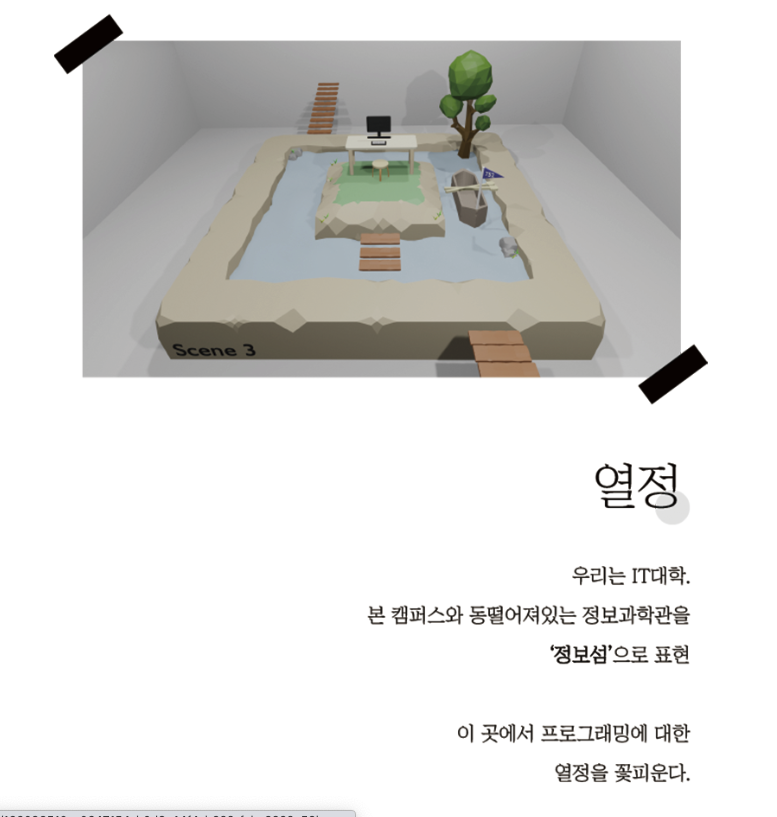 Scene 3
열정
우리는 IT대학.
본 캠퍼스와 동떨어져있는 정보과학관을
‘정보섬’으로 표현
이 곳에서 프로그래밍에 대한
열정을 꽃피운다.